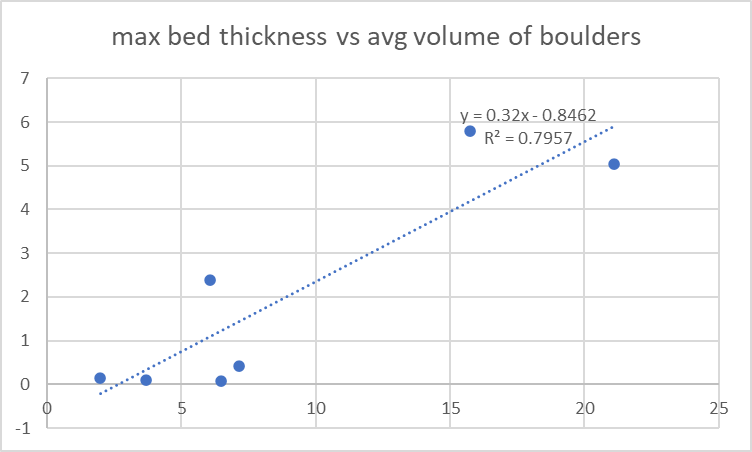 max bed thickness vs avg volume of boulders
7
y = 0.32x - 0.8462
6
R² = 0.7957
5
4
3
2
1
0
0 5 10 15 20 25
-1